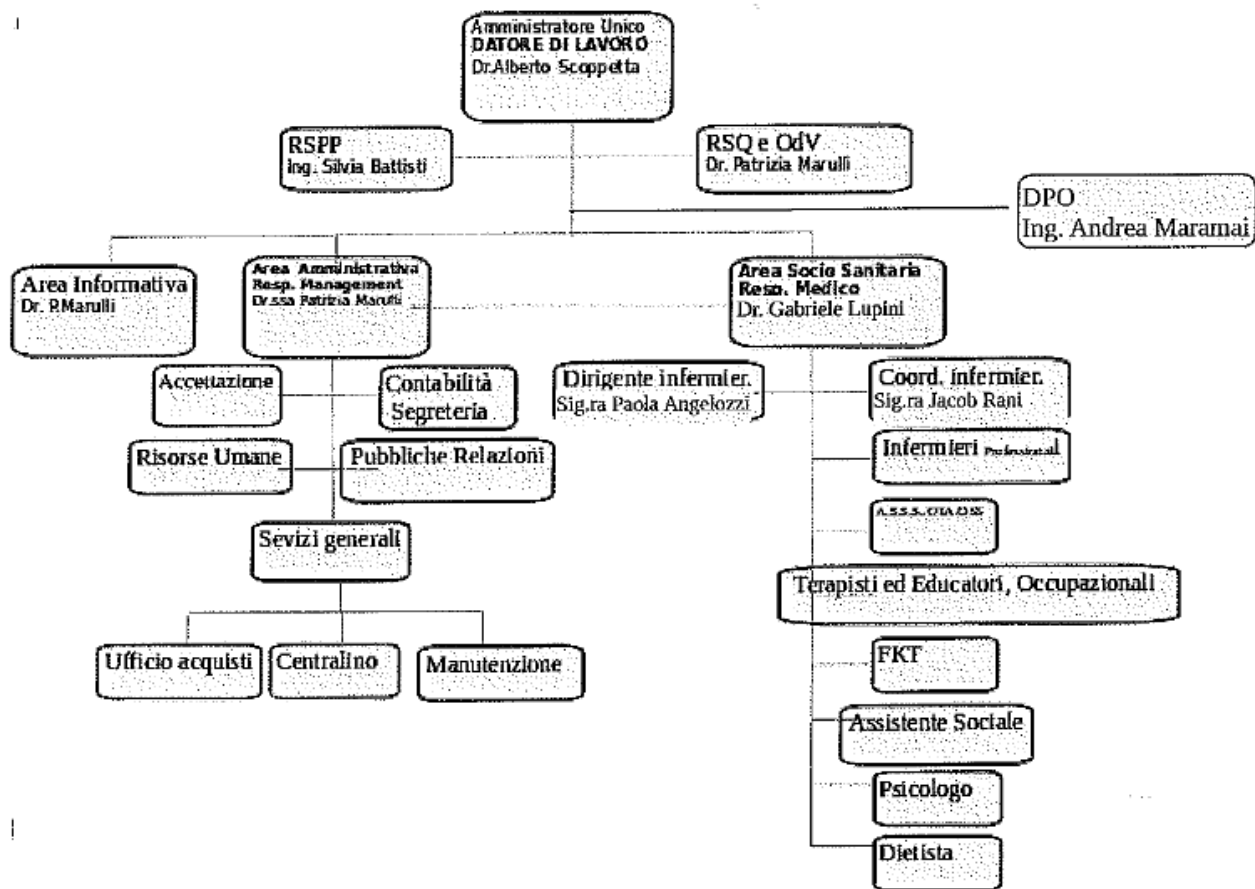 Amministratore Unico
DATORE DI LAVORO
Dr.Alberto Scoppetta
RSPP
Ing. Silvia Battisti
RSQ e OdV
Dr. Patrizia Marulli
DPO
Ing. Andrea Maramai
Area Informativa
Dr. P.Marulli
Area Amministrativa
Resp. Management
Dr.ssa Patrizia Marulli
Area Socio Sanitaria
Resp. Medico
Dr. Gabriele Lupini
Accettazione
Contabilità
Segreteria
Dirigente infermier.
Sig.ra Paola Angelozzi
Coord. infermier.
Sig.ra Jacob Rani
Risorse Umane
Pubbliche Relazioni
Infermieri Professionali
Sevizi generali
Terapisti ed Educatori, Occupazionali
Ufficio acquisti
Centralino
Manutenzione
FKT
Assistente Sociale
Psicologo
Dietista